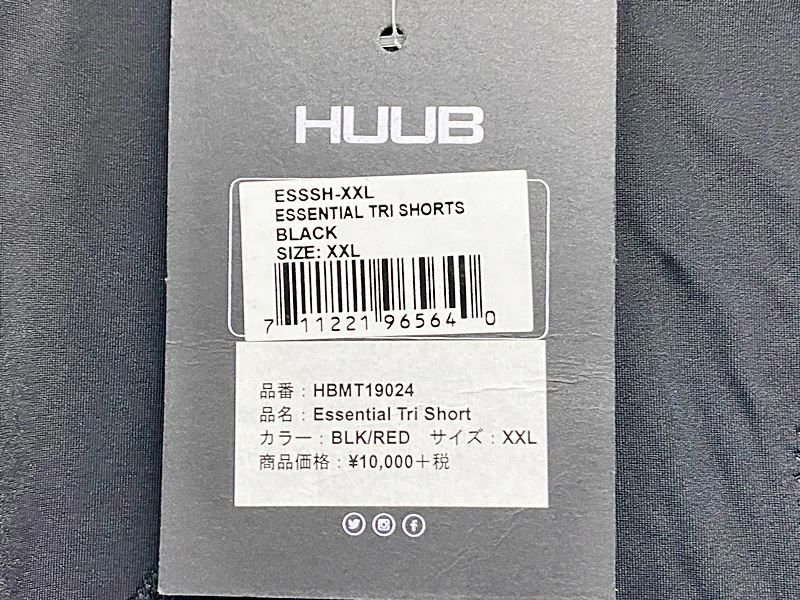 HUUB
ESSSH-XXL
ESSENTIAL TRI SHORTS
BLACK
SIZE: XXL
7 11221 96564 0
品番：HBMT19024
品名：Essential Tri Short
カラー：BLK/RED サイズ：XXL
商品価格：¥10,000＋税